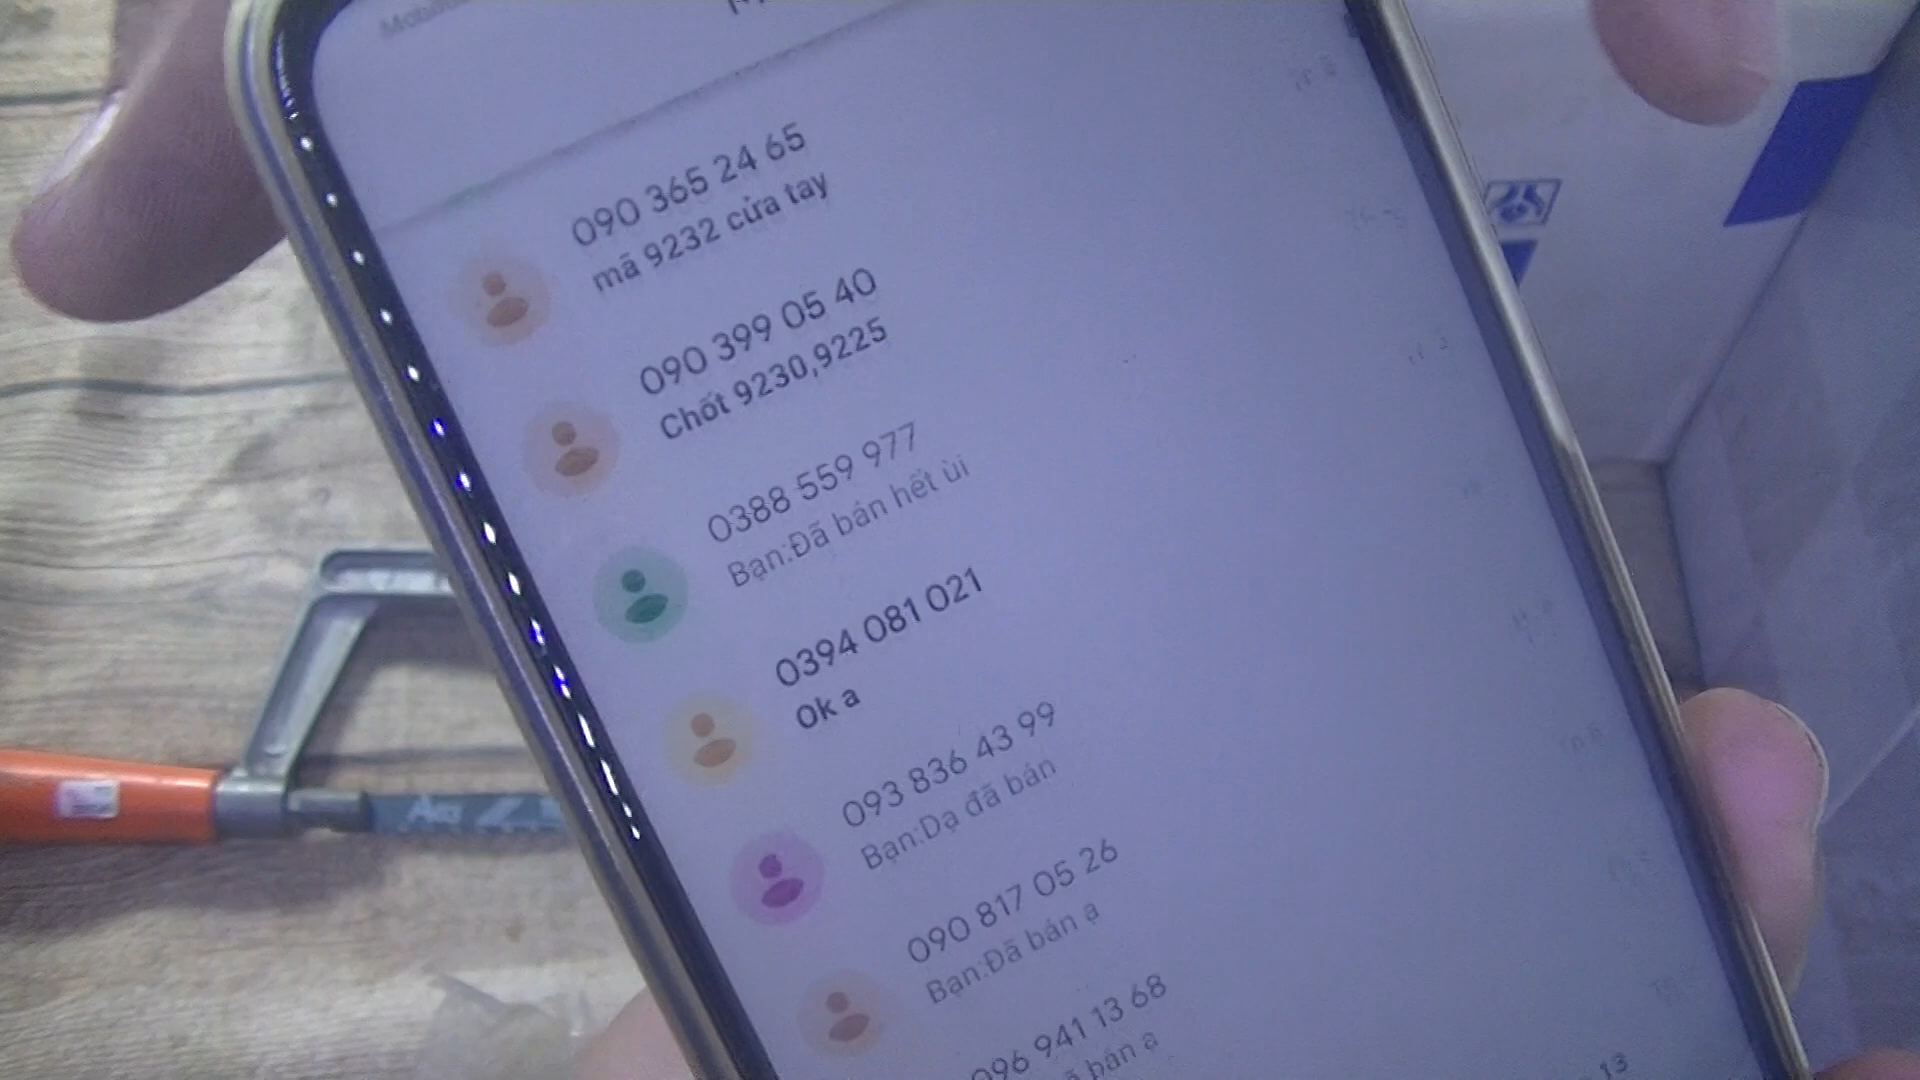 090 365 24 65
mã 9232 cửa tay
090 399 05 40
Chốt 9230,9225
0388 559 977
Bạn:Đã bán hết ùi
0394 081 021
Ok a
093 836 43 99
Bạn:Dạ đã bán
090 817 05 26
Bạn:Đã bán ạ
096 941 13 68
bán ạ
13